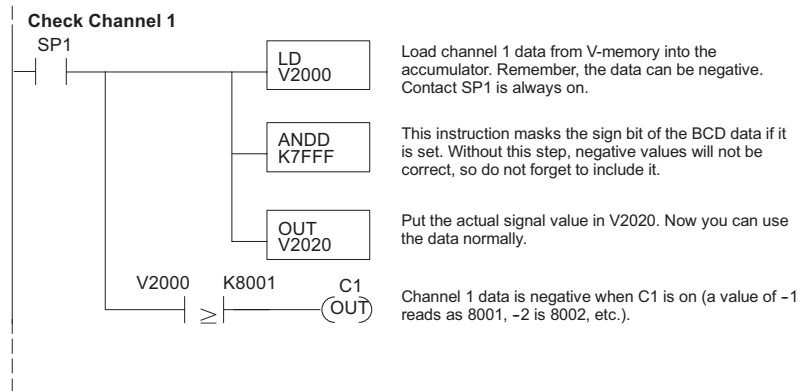 Check Channel 1
SP1
LD
V2000
Load channel 1 data from V-memory into the
accumulator. Remember, the data can be negative.
Contact SP1 is always on.
ANDD
K7FFF
This instruction masks the sign bit of the BCD data if it
is set. Without this step, negative values will not be
correct, so do not forget to include it.
OUT
V2020
Put the actual signal value in V2020. Now you can use
the data normally.
V2000 K8001 C1
≥ OUT
Channel 1 data is negative when C1 is on (a value of -1
reads as 8001, -2 is 8002, etc.).